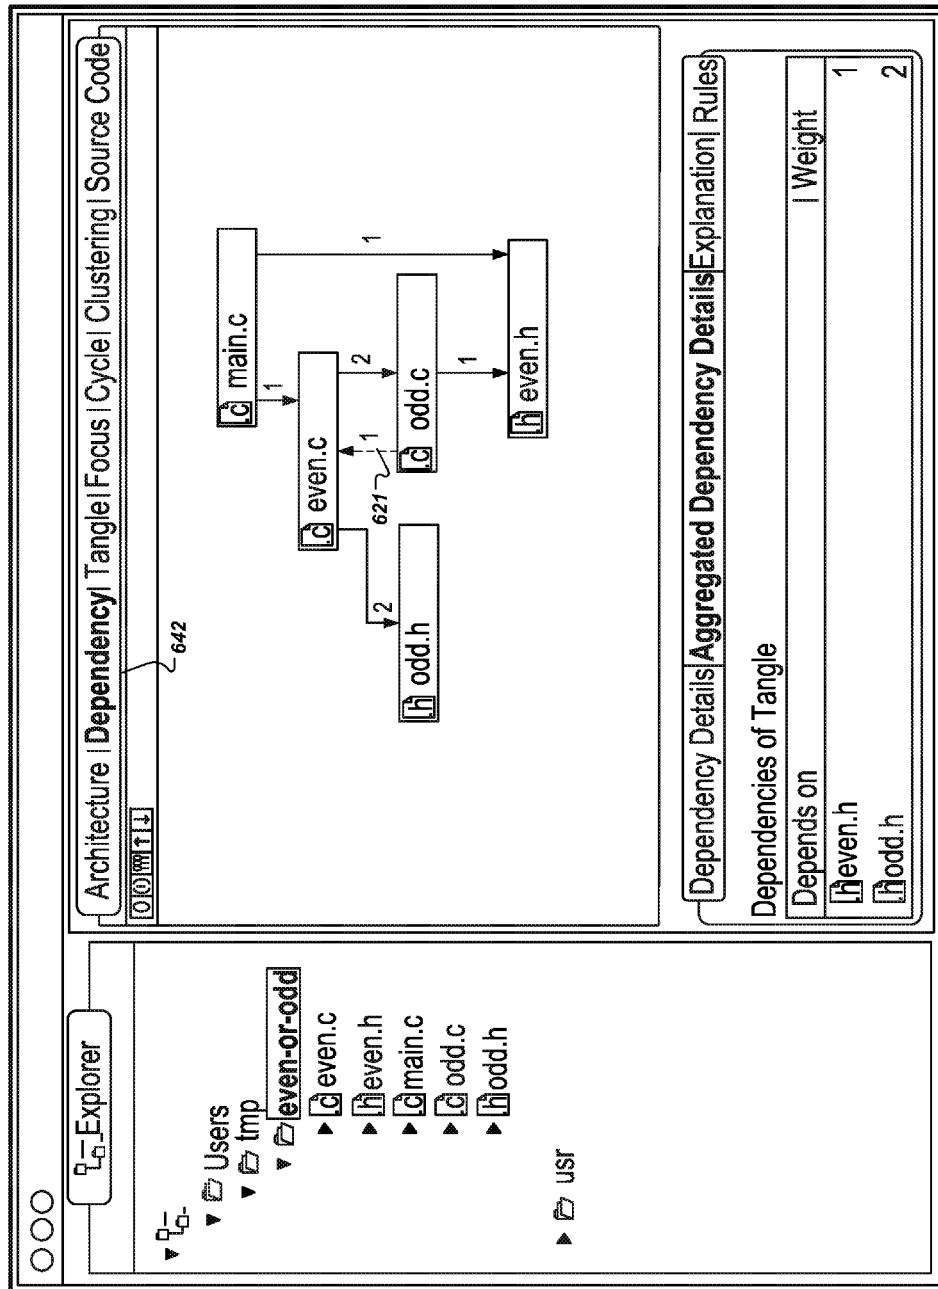 Explorer
Users
tmp
even-or-odd
.c even.c
.h even.h
.c main.c
.c odd.c
.h odd.h
usr
Architecture | Dependency | Tangle | Focus | Cycle | Clustering | Source Code
642
.c main.c
1
1
.c even.c
2
1
621
2
.c odd.c
.h odd.h
1
.h even.h
Dependency Details | Aggregated Dependency Details | Explanation | Rules
Dependencies of Tangle
Depends on | Weight
.h even.h 1
.h odd.h 2